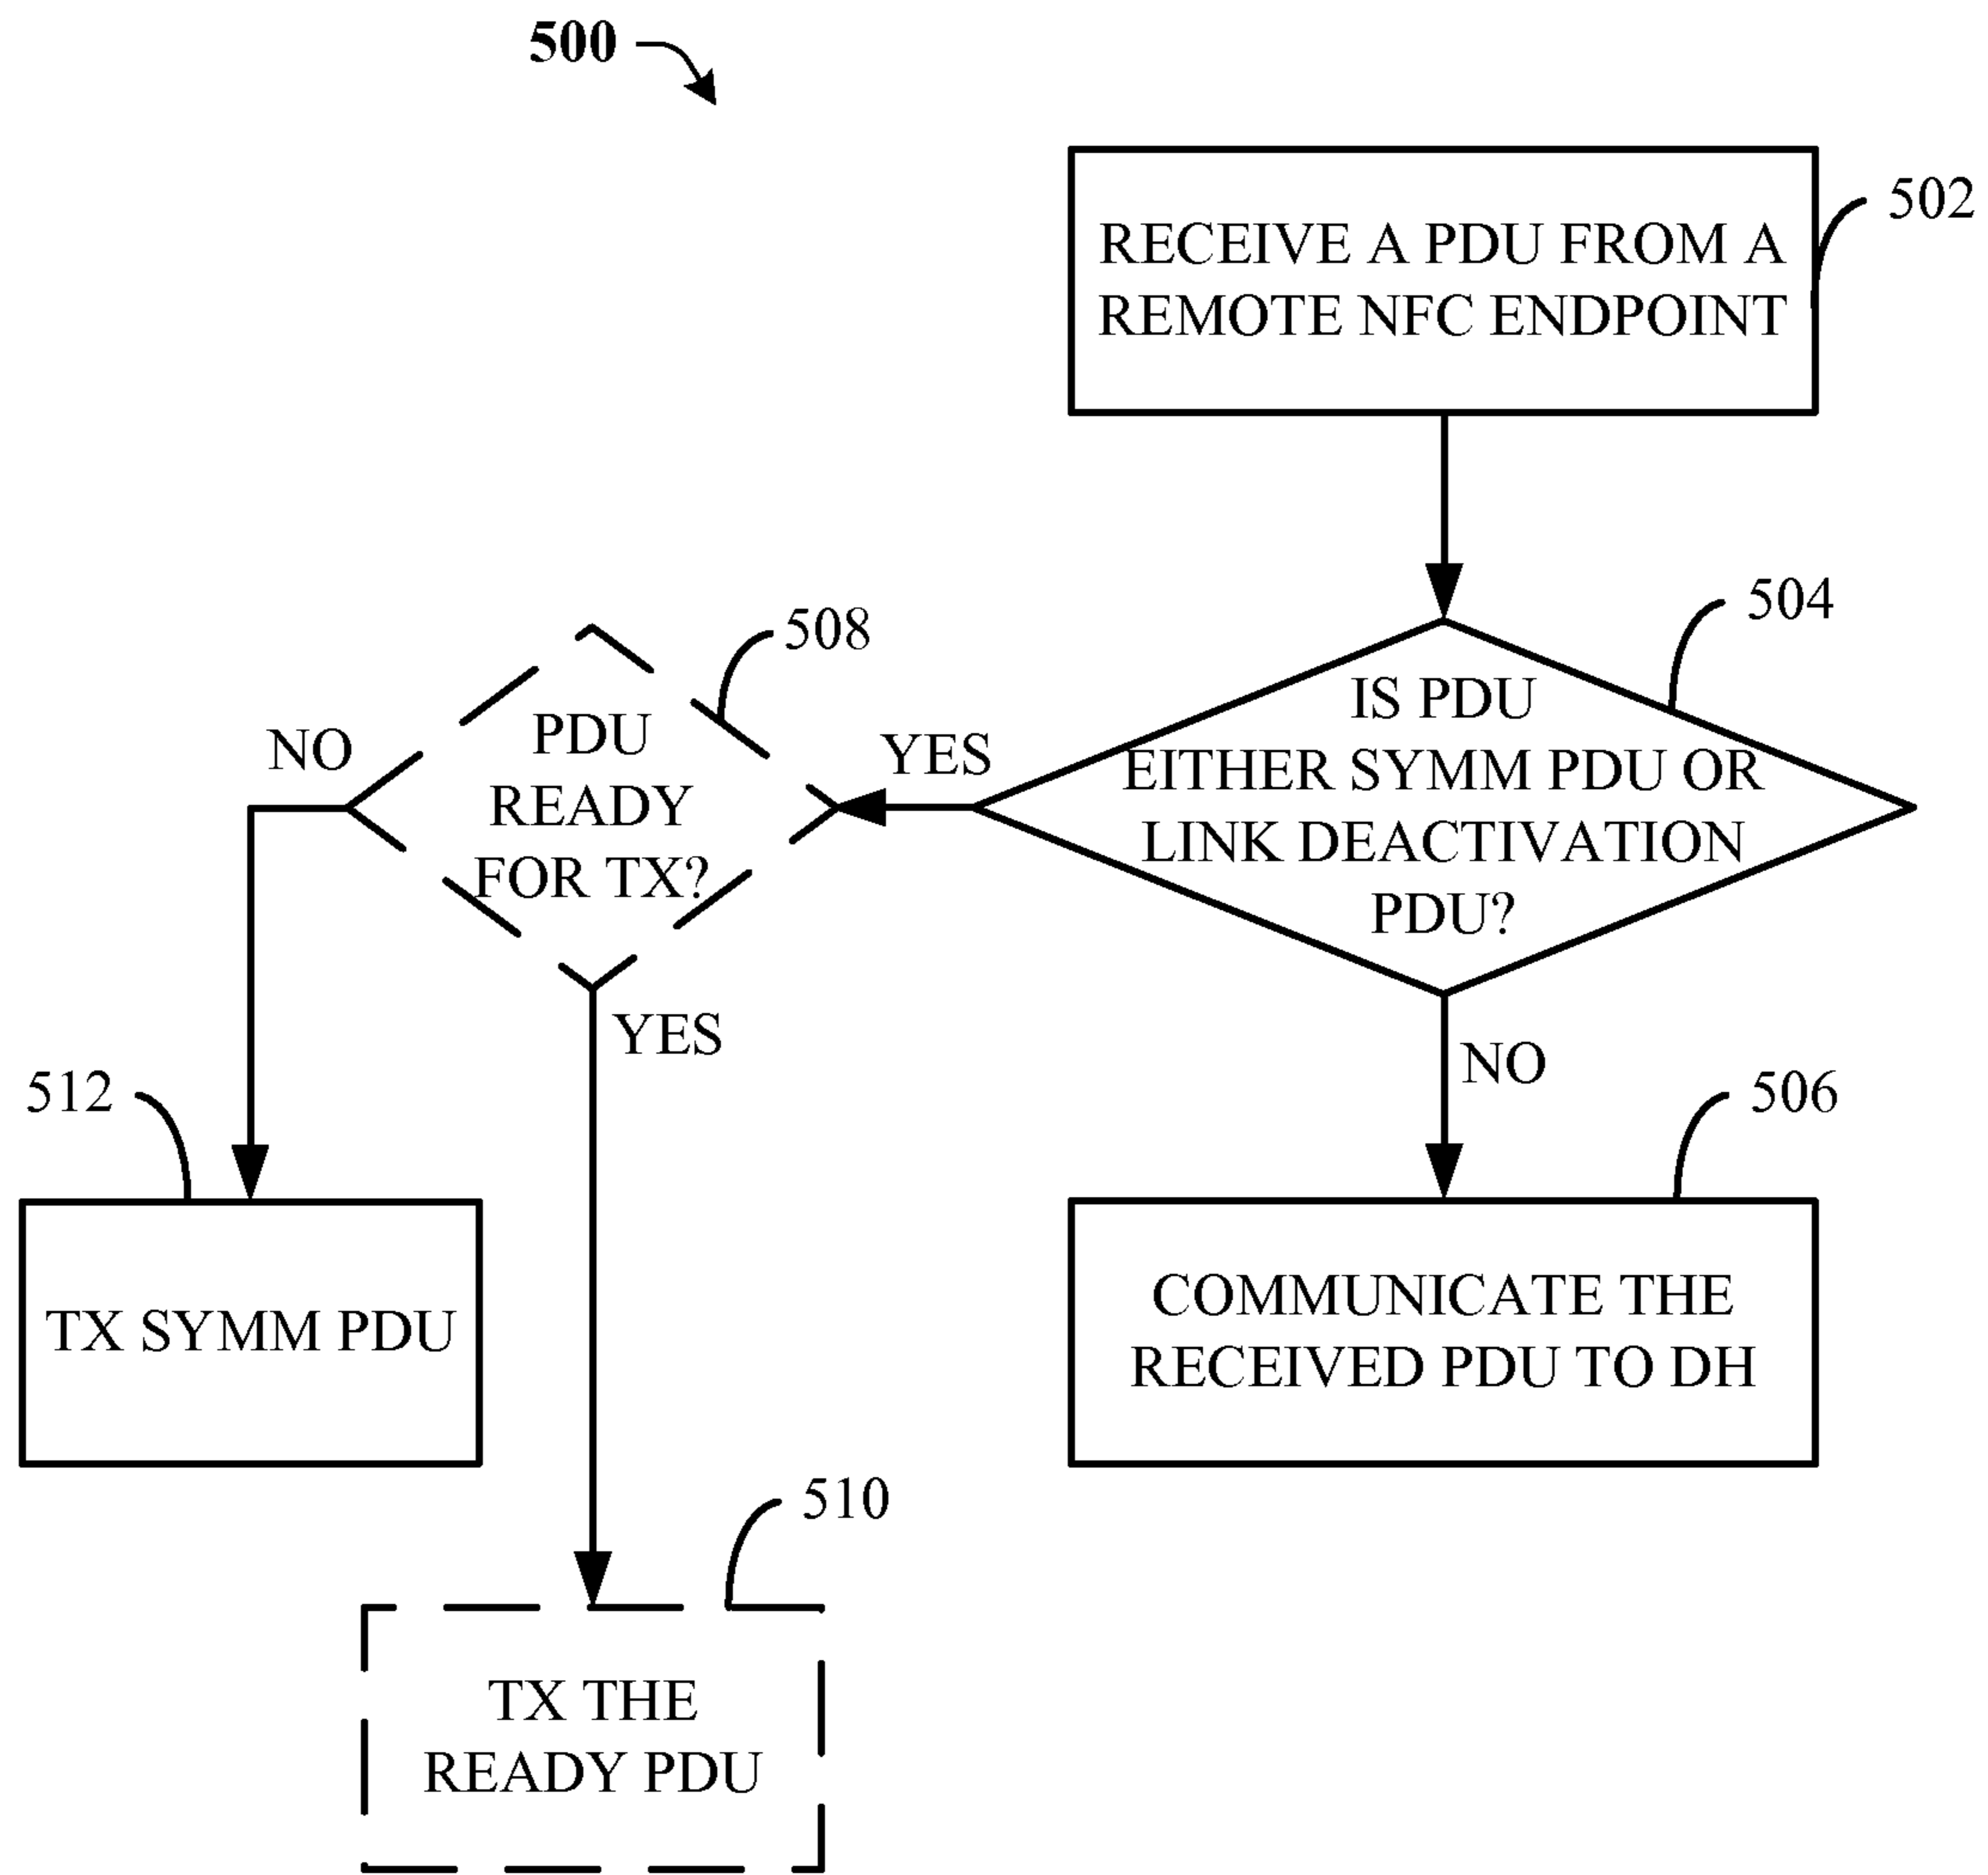 500
502
RECEIVE A PDU FROM A
REMOTE NFC ENDPOINT
504
IS PDU
EITHER SYMM PDU OR
LINK DEACTIVATION
PDU?
YES
NO
508
PDU
READY
FOR TX?
NO
YES
506
COMMUNICATE THE
RECEIVED PDU TO DH
512
TX SYMM PDU
510
TX THE
READY PDU